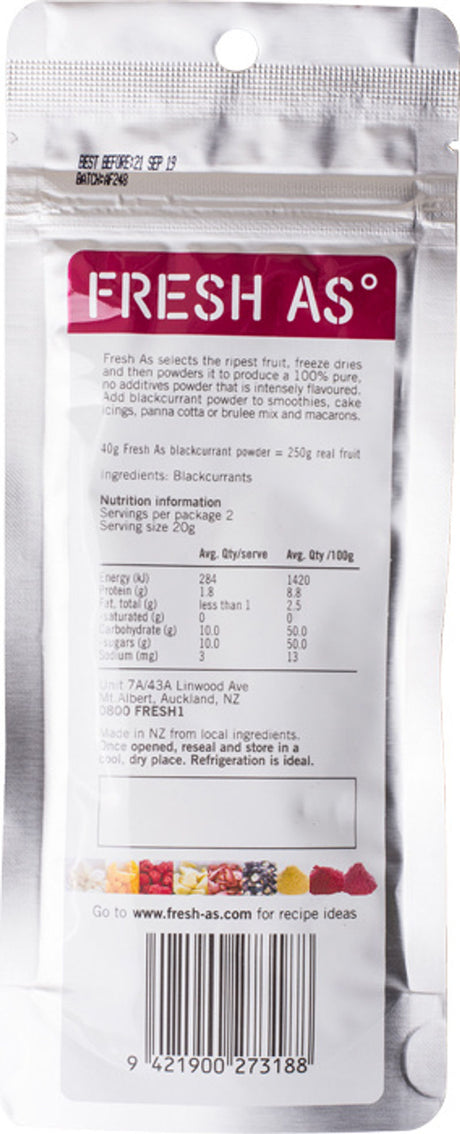 BEST BEFORE:21 SEP 19
BATCH:AF248
FRESH AS°
Fresh As selects the ripest fruit, freeze dries
and then powders it to produce a 100% pure,
no additives powder that is intensely flavoured.
Add blackcurrant powder to smoothies, cake
icings, panna cotta or brulee mix and macarons.
40g Fresh As blackcurrant powder = 250g real fruit
Ingredients: Blackcurrants
Nutrition information
Servings per package 2
Serving size 20g
Avg. Qty/serve Avg. Qty /100g
Energy (kJ) 284 1420
Protein (g) 1.8 8.8
Fat, total (g) less than 1 2.5
-saturated (g) 0 0
Carbohydrate (g) 10.0 50.0
-sugars (g) 10.0 50.0
Sodium (mg) 3 13
Unit 7A/43A Linwood Ave
Mt Albert, Auckland, NZ
0800 FRESH1
Made in NZ from local ingredients.
Once opened, reseal and store in a
cool, dry place. Refrigeration is ideal.
Go to www.fresh-as.com for recipe ideas
9 421900 273188